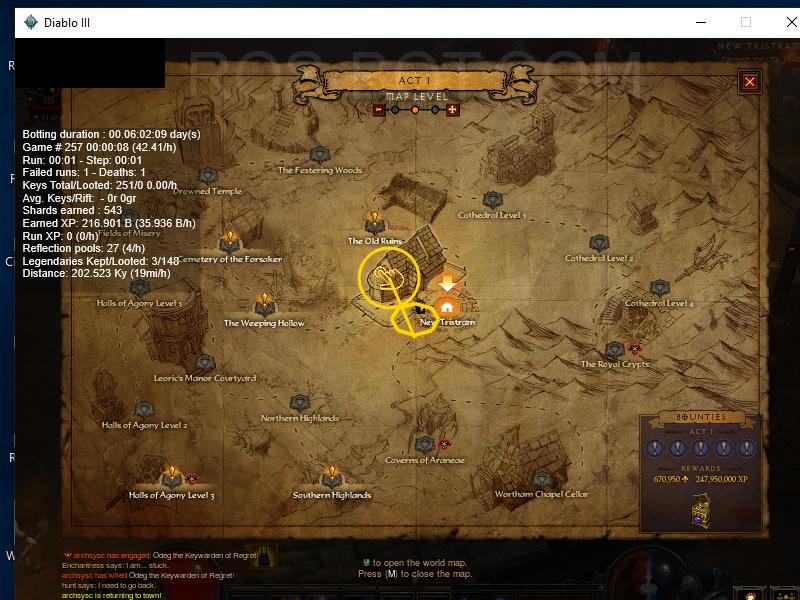 Diablo III
ROS-BOT.COM
NEW TRISTRAM
ACT I
MAP LEVEL
Botting duration : 00.06:02:09 day(s)
Game # 257 00:00:08 (42.41/h)
Run: 00:01 - Step: 00:01
Failed runs: 1 - Deaths: 1
Keys Total/Looted: 251/0 0.00/h
Avg. Keys/Rift: - 0r 0gr
Shards earned : 543
Earned XP: 216.901 B (35.936 B/h)
Run XP: 0 (0/h)
Reflection pools: 27 (4/h)
Legendaries Kept/Looted: 3/148
Distance: 202.523 Ky (19mi/h)
The Festering Woods
Drowned Temple
Cathedral Level 1
Fields of Misery
The Old Ruins
Cemetery of the Forsaken
Cathedral Level 2
Halls of Agony Level 1
Cathedral Level 4
The Weeping Hollow
New Tristram
The Royal Crypts
Leoric's Manor Courtyard
Halls of Agony Level 2
Northern Highlands
BOUNTIES
ACT I
Caverns of Araneae
REWARDS
670,950 247,950,000 XP
Halls of Agony Level 3
Southern Highlands
Wortham Chapel Cellar
archsysc has engaged: Odeg the Keywarden of Regret!
Enchantress says: I am... stuck.
archsysc has killed Odeg the Keywarden of Regret!
hunt says: I need to go back.
archsysc is returning to town!
to open the world map.
Press (M) to close the map.